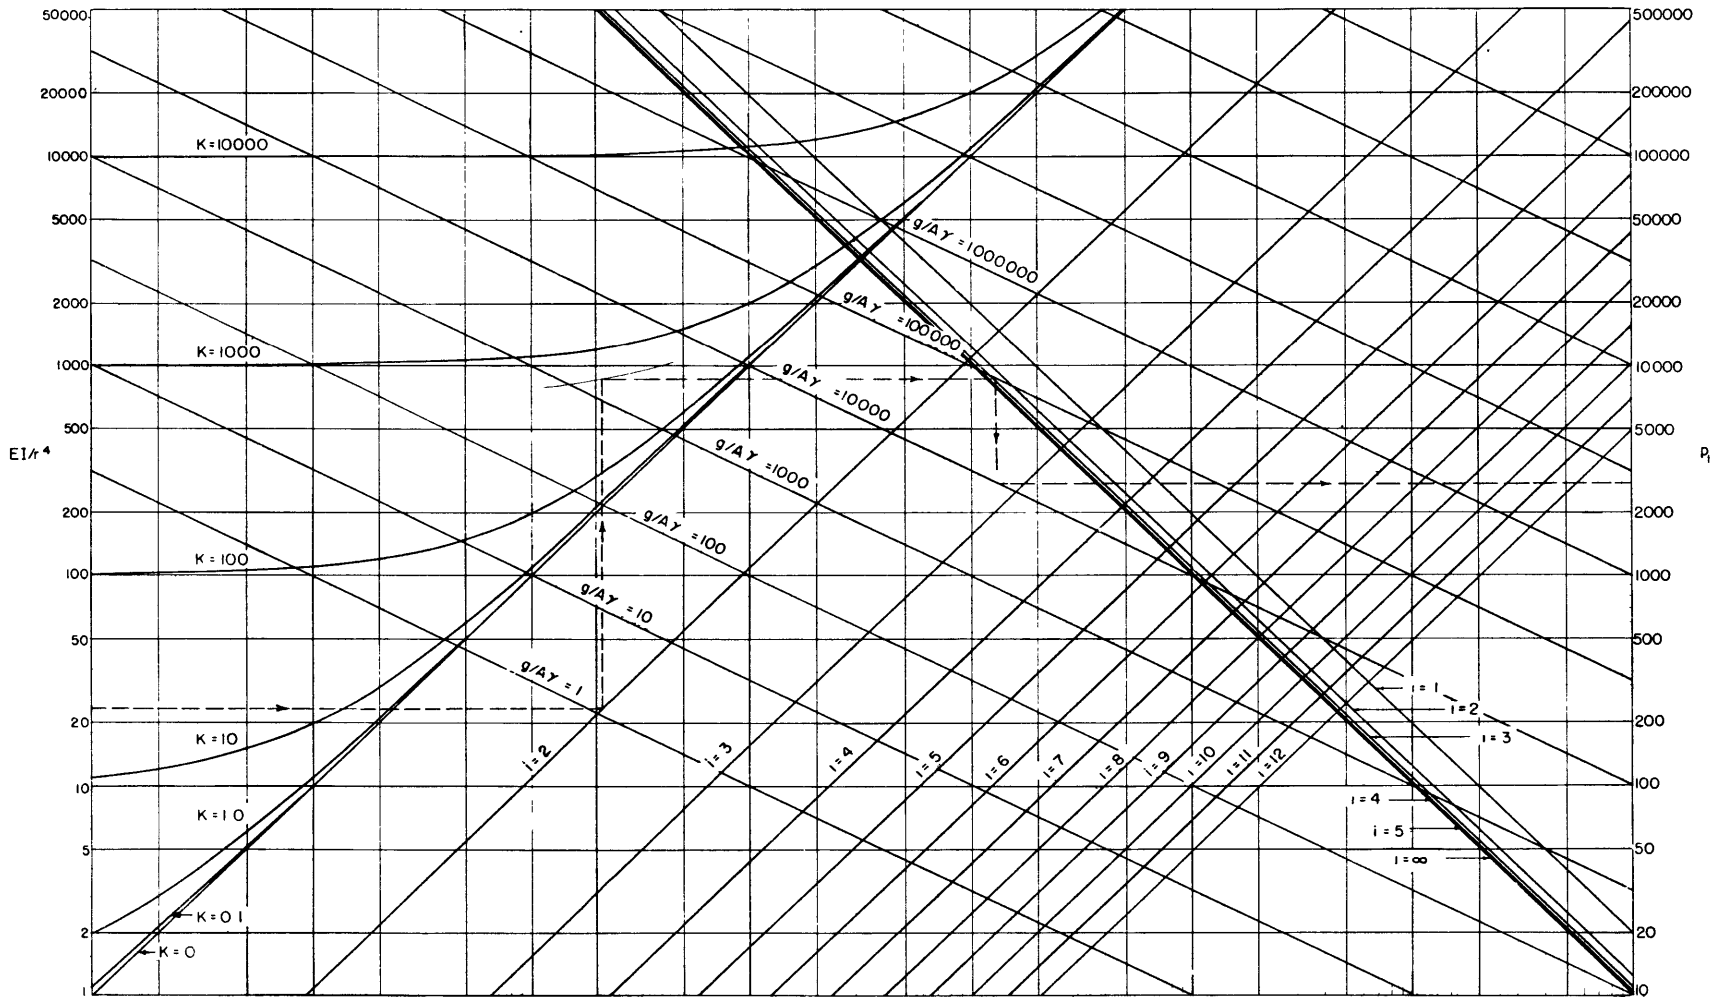 50000
20000
10000
5000
2000
1000
500
EI/r⁴
200
100
50
20
10
5
2
1
500000
200000
100000
50000
20000
10000
5000
2000
1000
500
200
100
50
20
10
K=10000
K=1000
K=100
K=10
K=1 0
K=0 1
K=0
g/Aγ =1000000
g/Aγ =100000
g/Aγ =10000
g/Aγ =1000
g/Aγ =100
g/Aγ =10
g/Aγ =1
i=2
i=3
i=4
i=5
i=6
i=7
i=8
i=9
i=10
i=11
i=12
i=1
i=2
i=3
i=4
i=5
i=∞